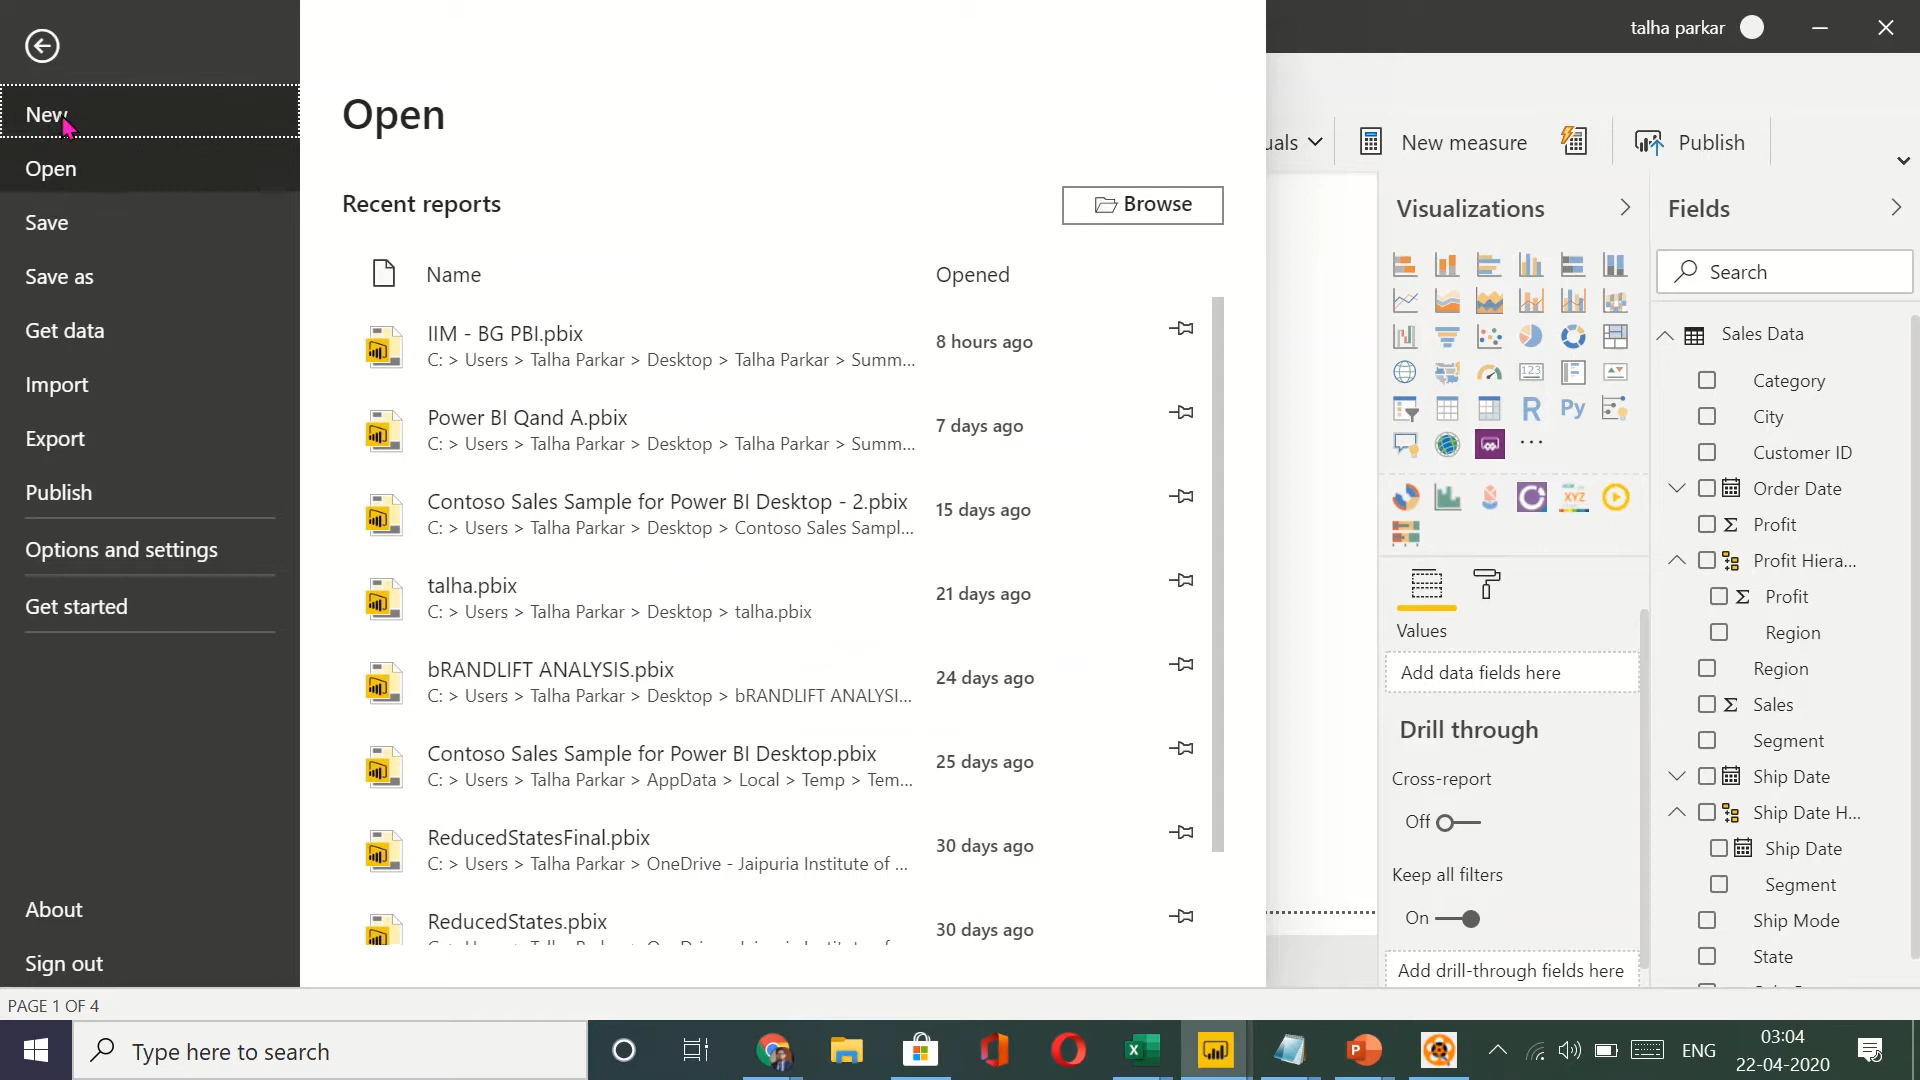 talha parkar
New
Open
Save
Save as
Get data
Import
Export
Publish
Options and settings
Get started
About
Sign out
Open
Recent reports
Browse
Name Opened
IIM - BG PBI.pbix
C: > Users > Talha Parkar > Desktop > Talha Parkar > Summ...
8 hours ago
Power BI Qand A.pbix
C: > Users > Talha Parkar > Desktop > Talha Parkar > Summ...
7 days ago
Contoso Sales Sample for Power BI Desktop - 2.pbix
C: > Users > Talha Parkar > Desktop > Contoso Sales Sampl...
15 days ago
talha.pbix
C: > Users > Talha Parkar > Desktop > talha.pbix
21 days ago
bRANDLIFT ANALYSIS.pbix
C: > Users > Talha Parkar > Desktop > bRANDLIFT ANALYSI...
24 days ago
Contoso Sales Sample for Power BI Desktop.pbix
C: > Users > Talha Parkar > AppData > Local > Temp > Tem...
25 days ago
ReducedStatesFinal.pbix
C: > Users > Talha Parkar > OneDrive - Jaipuria Institute of ...
30 days ago
ReducedStates.pbix
30 days ago
uals New measure Publish
Visualizations
123
R Py
XYZ
Values
Add data fields here
Drill through
Cross-report
Off
Keep all filters
On
Add drill-through fields here
Fields
Search
Sales Data
Category
City
Customer ID
Order Date
Σ Profit
Profit Hiera...
Σ Profit
Region
Region
Σ Sales
Segment
Ship Date
Ship Date H...
Ship Date
Segment
Ship Mode
State
PAGE 1 OF 4
Type here to search
ENG
03:04
22-04-2020